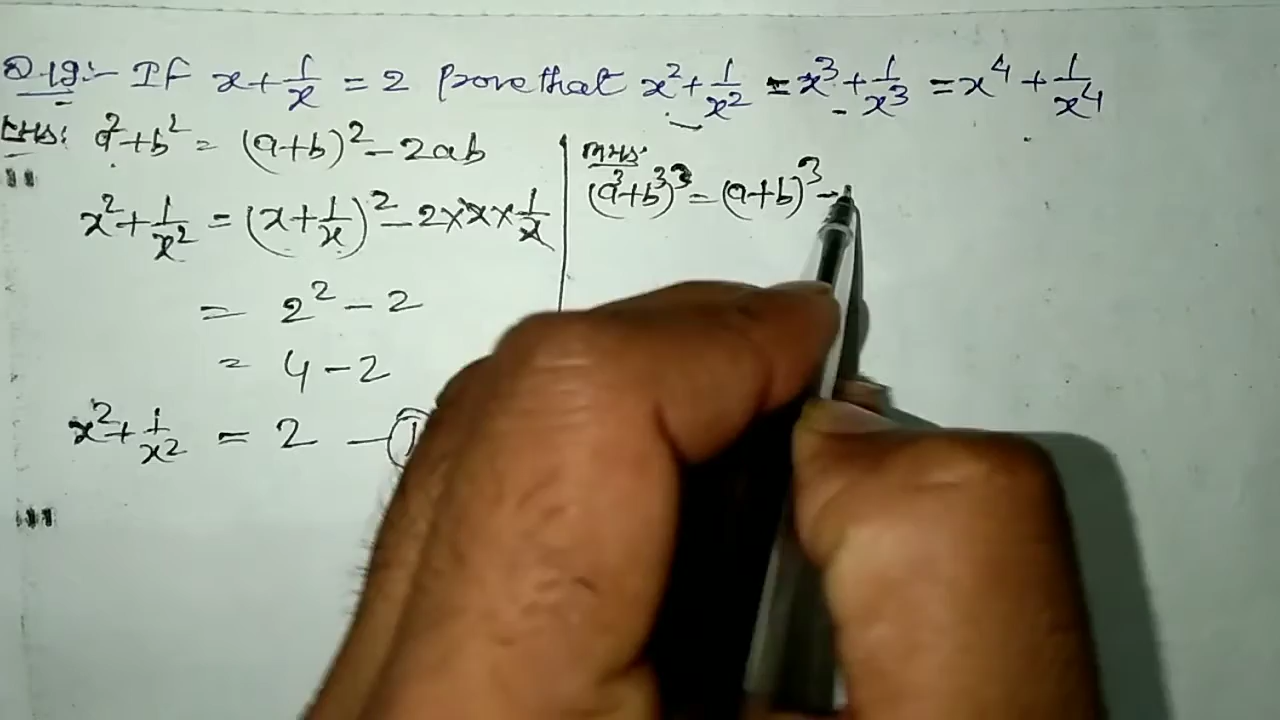 Q.19:- If x + 1/x = 2 prove that x² + 1/x² = x³ + 1/x³ = x⁴ + 1/x⁴
LHS: a² + b² = (a+b)² - 2ab
x² + 1/x² = (x + 1/x)² - 2 × x × 1/x
= 2² - 2
= 4 - 2
x² + 1/x² = 2 - 1
MHS:
(a³ + b³)³ = (a+b)³ -